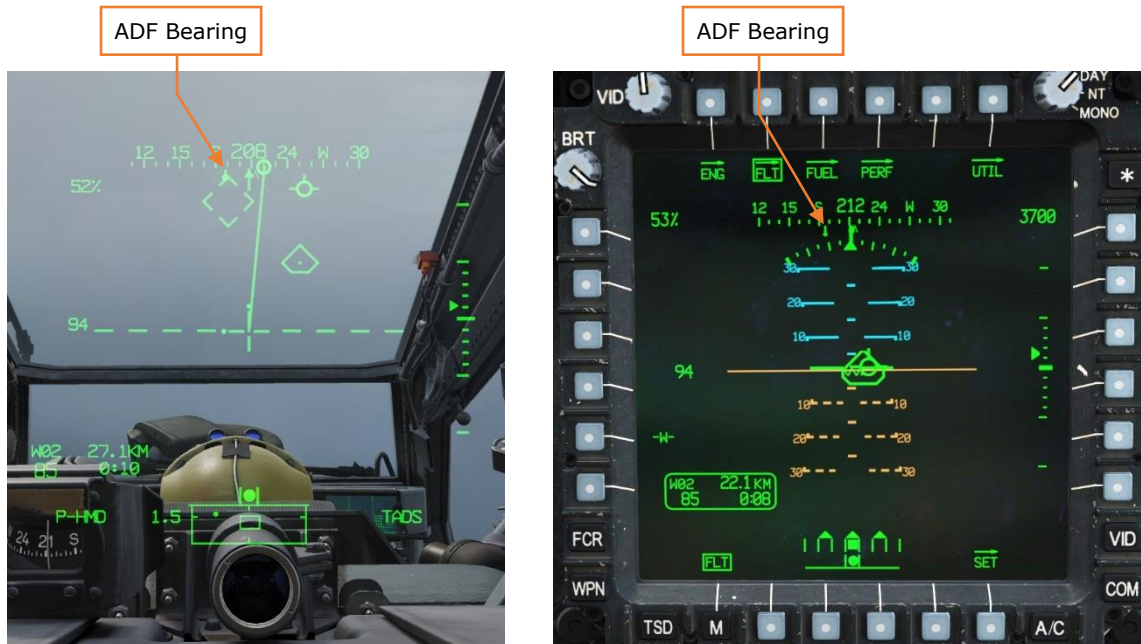 ADF Bearing
12 15 S 208 24 W 30
52%
94
W02 27.1KM
85 0:10
P-HMD 1.5 TADS
24 21 S
ADF Bearing
VID
DAY
NT
MONO
BRT
ENG FLT FUEL PERF UTIL
*
53% 12 15 S 212 24 W 30 3700
30 30
20 20
10 10
94
10 10
-W- 20 20
30 30
W02 22.1 KM
85 0:08
FCR VID
FLT SET
WPN COM
TSD M A/C